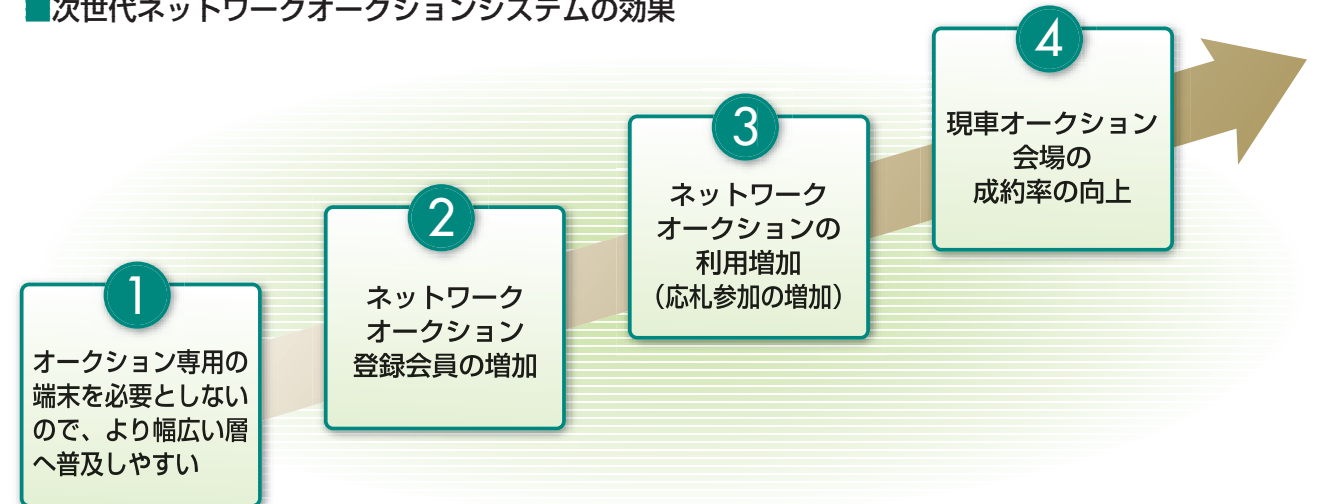 ■次世代ネットワークオークションシステムの効果
1
オークション専用の
端末を必要としない
ので、より幅広い層
へ普及しやすい
2
ネットワーク
オークション
登録会員の増加
3
ネットワーク
オークションの
利用増加
（応札参加の増加）
4
現車オークション
会場の
成約率の向上